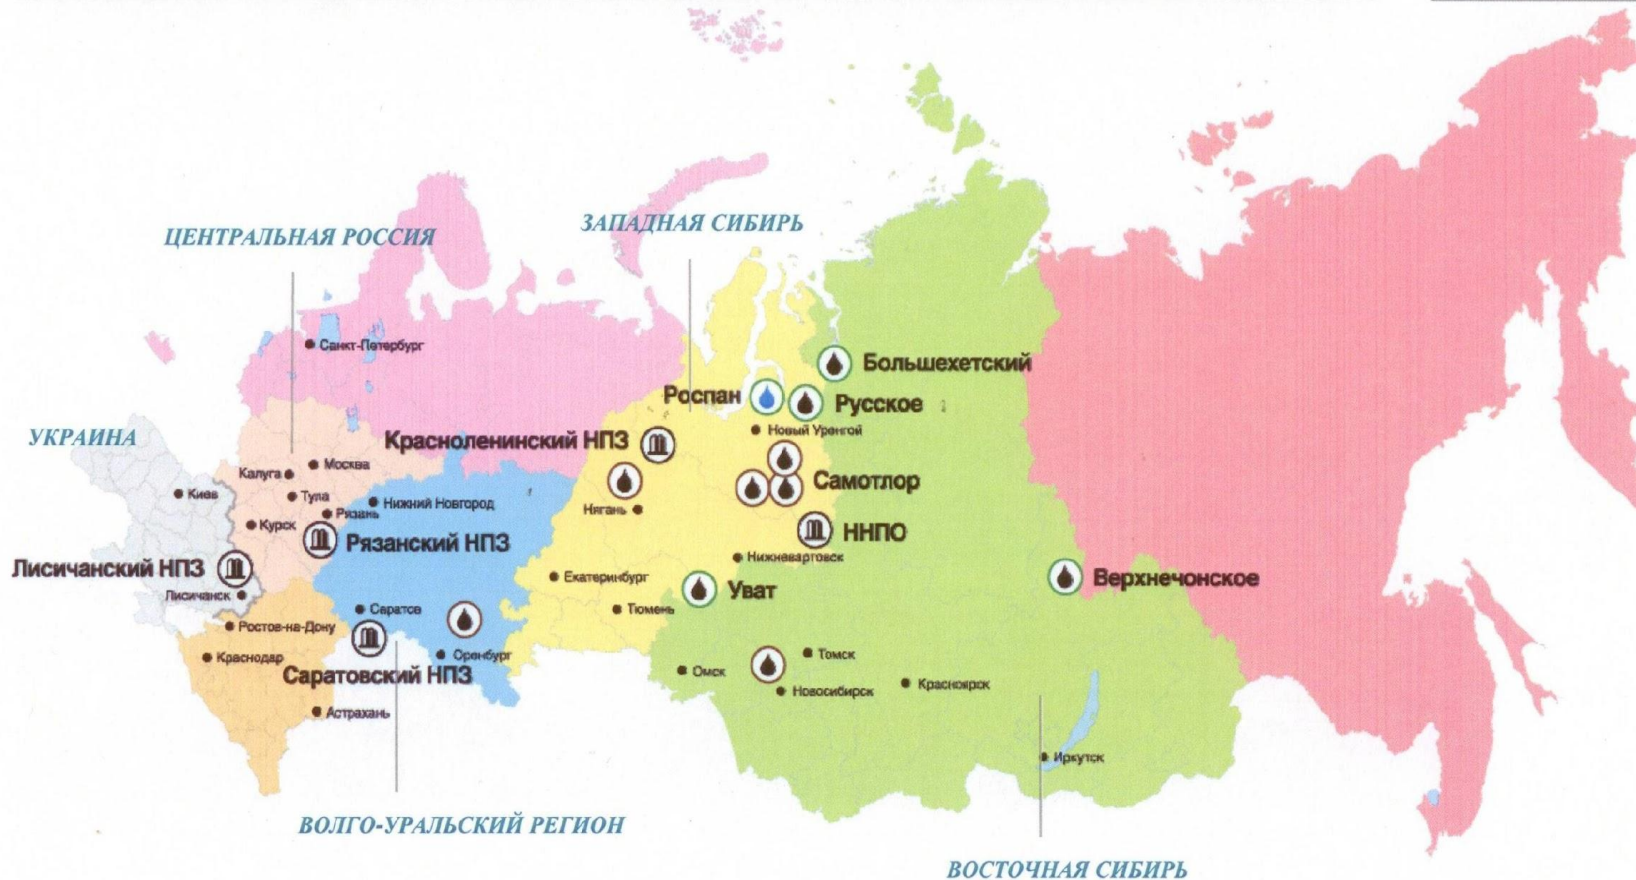 ЦЕНТРАЛЬНАЯ РОССИЯ
ЗАПАДНАЯ СИБИРЬ
Санкт-Петербург
Большехетский
Роспан
Русское
Новый Уренгой
УКРАИНА
Красноленинский НПЗ
Москва
Калуга
Самотлор
Киев
Тула
Нижний Новгород
Нягань
Рязань
Курск
Рязанский НПЗ
ННПО
Нижневартовск
Лисичанский НПЗ
Екатеринбург
Верхнечонское
Лисичанск
Уват
Саратов
Тюмень
Ростов-на-Дону
Краснодар
Оренбург
Томск
Саратовский НПЗ
Омск
Новосибирск
Красноярск
Астрахань
Иркутск
ВОЛГО-УРАЛЬСКИЙ РЕГИОН
ВОСТОЧНАЯ СИБИРЬ